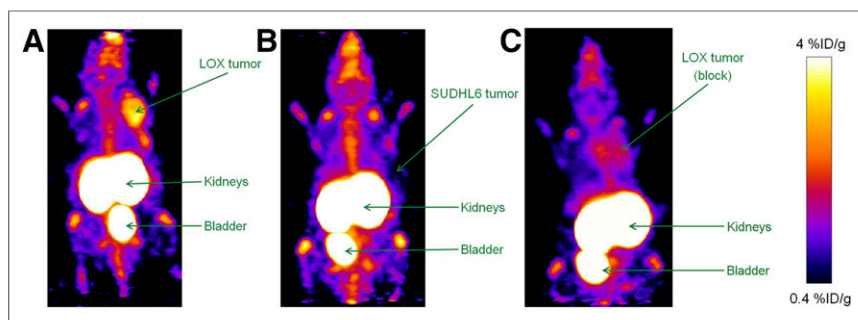 A
LOX tumor
Kidneys
Bladder
B
SUDHL6 tumor
Kidneys
Bladder
C
LOX tumor
(block)
Kidneys
Bladder
4 %ID/g
0.4 %ID/g